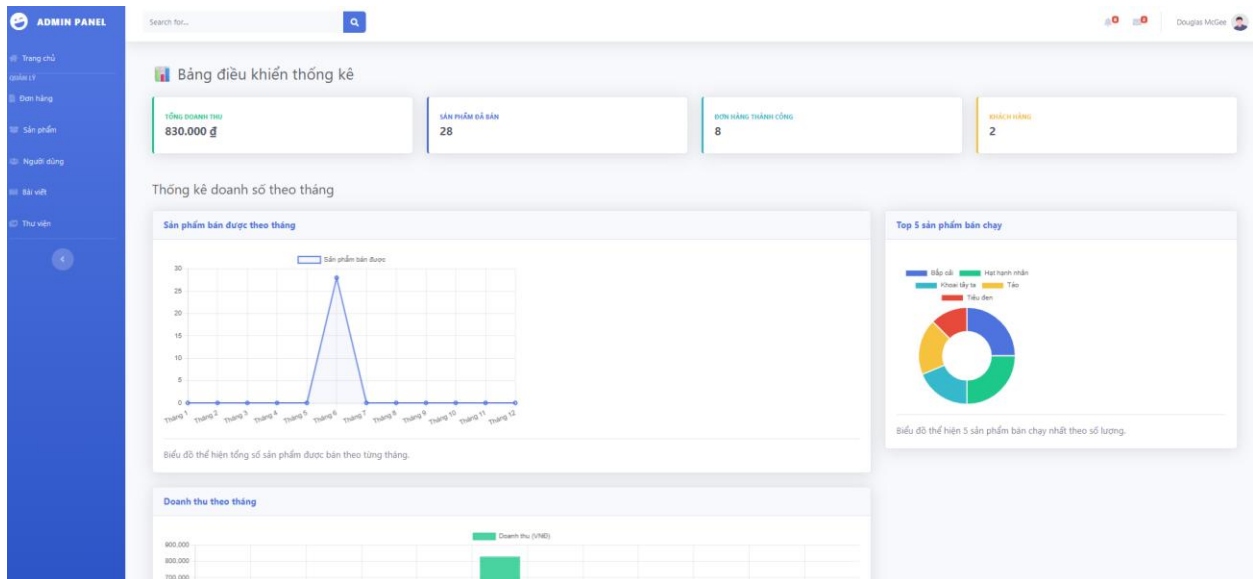 ADMIN PANEL
Search for...
Douglas McGee
Trang chủ
QUẢN LÝ
Đơn hàng
Sản phẩm
Người dùng
Bài viết
Thư viện
Bảng điều khiển thống kê
TỔNG DOANH THU
830.000 ₫
SẢN PHẨM ĐÃ BÁN
28
ĐƠN HÀNG THÀNH CÔNG
8
KHÁCH HÀNG
2
Thống kê doanh số theo tháng
Sản phẩm bán được theo tháng
Sản phẩm bán được
30
25
20
15
10
5
0
Tháng 1
Tháng 2
Tháng 3
Tháng 4
Tháng 5
Tháng 6
Tháng 7
Tháng 8
Tháng 9
Tháng 10
Tháng 11
Tháng 12
Biểu đồ thể hiện tổng số sản phẩm được bán theo từng tháng.
Top 5 sản phẩm bán chạy
Bắp cải
Hạt hạnh nhân
Khoai tây ta
Táo
Tiêu đen
Biểu đồ thể hiện 5 sản phẩm bán chạy nhất theo số lượng.
Doanh thu theo tháng
Doanh thu (VNĐ)
900,000
800,000
700,000